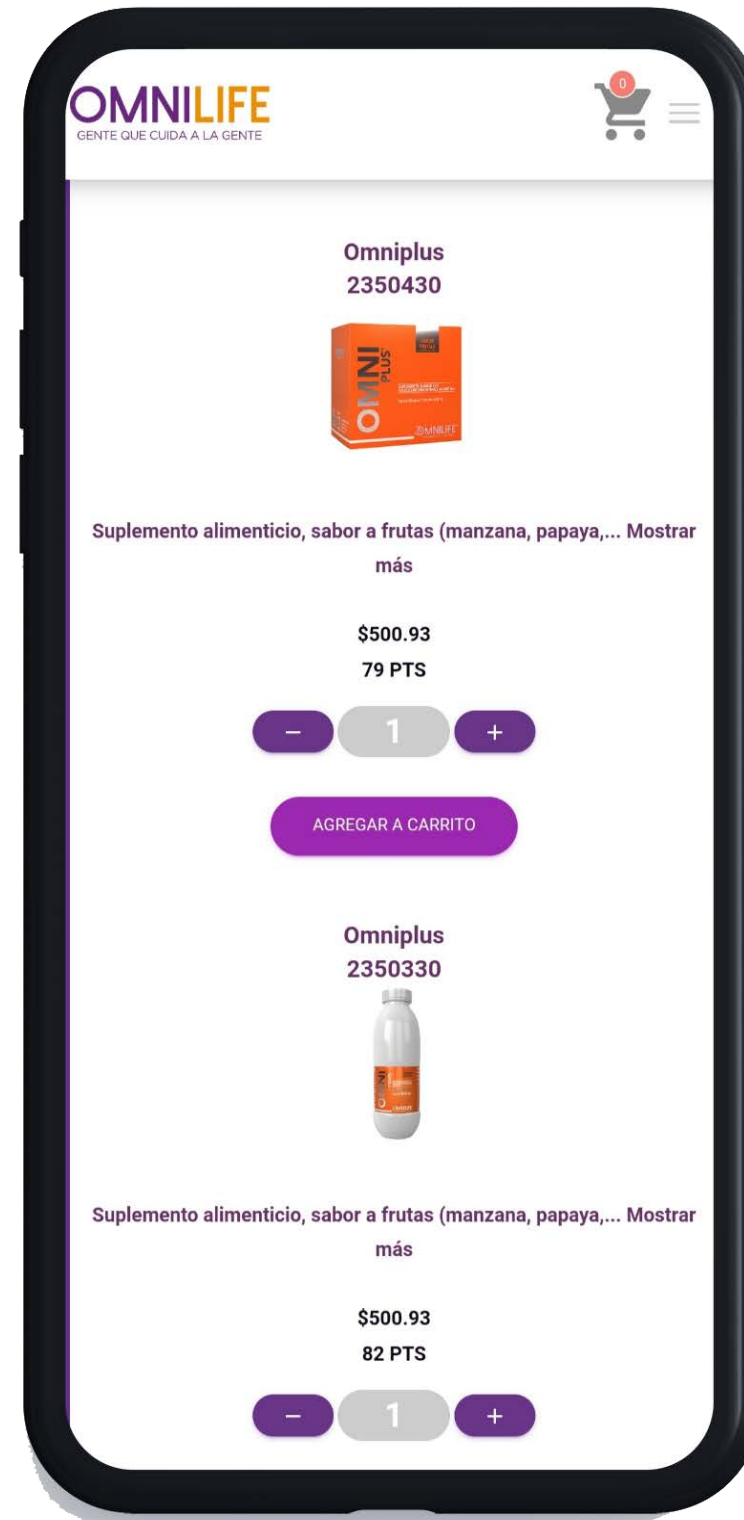 OMNILIFE
GENTE QUE CUIDA A LA GENTE
0
Omniplus
2350430
OMNI
PLUS
OMNILIFE
Suplemento alimenticio, sabor a frutas (manzana, papaya,... Mostrar
más
$500.93
79 PTS
− 1 +
AGREGAR A CARRITO
Omniplus
2350330
OMNI
Suplemento alimenticio, sabor a frutas (manzana, papaya,... Mostrar
más
$500.93
82 PTS
− 1 +